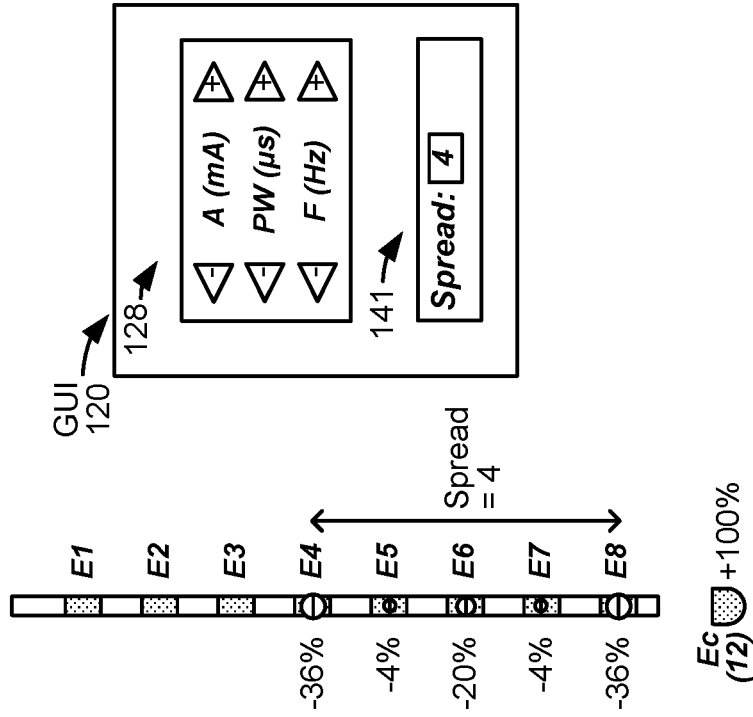 GUI
120
128
A (mA)
- +
PW (μs)
- +
F (Hz)
- +
141
Spread: 4
E1
E2
E3
-36% E4
-4% E5
-20% E6
-4% E7
-36% E8
Spread
= 4
Ec
(12)
+100%